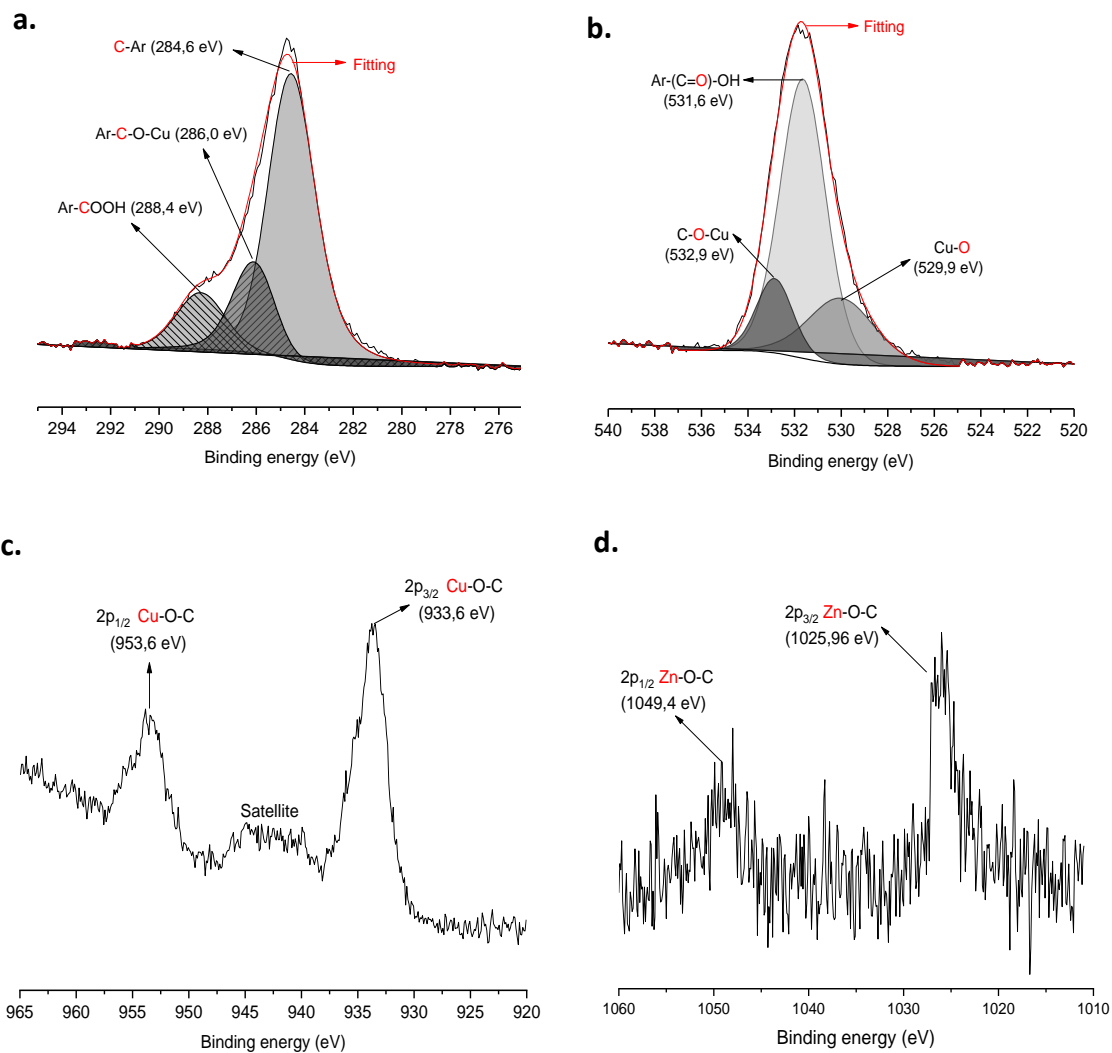 a.
C-Ar (284,6 eV)
Fitting
Ar-C-O-Cu (286,0 eV)
Ar-COOH (288,4 eV)
294 292 290 288 286 284 282 280 278 276
Binding energy (eV)
b.
Fitting
Ar-(C=O)-OH
(531,6 eV)
C-O-Cu
(532,9 eV)
Cu-O
(529,9 eV)
540 538 536 534 532 530 528 526 524 522 520
Binding energy (eV)
c.
2p3/2 Cu-O-C
(933,6 eV)
2p1/2 Cu-O-C
(953,6 eV)
Satellite
965 960 955 950 945 940 935 930 925 920
Binding energy (eV)
d.
2p3/2 Zn-O-C
(1025,96 eV)
2p1/2 Zn-O-C
(1049,4 eV)
1060 1050 1040 1030 1020 1010
Binding energy (eV)